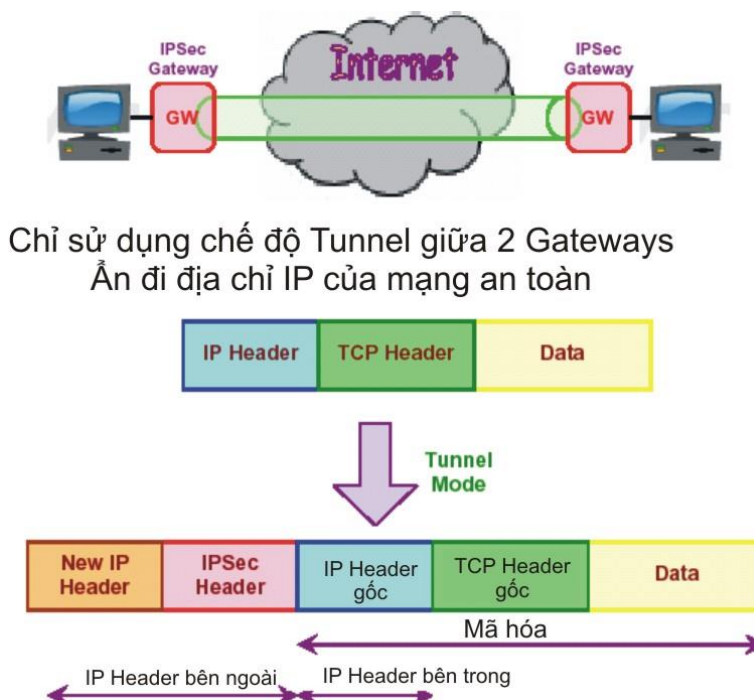 IPSec
Gateway
Internet
IPSec
Gateway
GW
GW
Chỉ sử dụng chế độ Tunnel giữa 2 Gateways
Ẩn đi địa chỉ IP của mạng an toàn
IP Header
TCP Header
Data
Tunnel
Mode
New IP
Header
IPSec
Header
IP Header
gốc
TCP Header
gốc
Data
Mã hóa
IP Header bên ngoài
IP Header bên trong